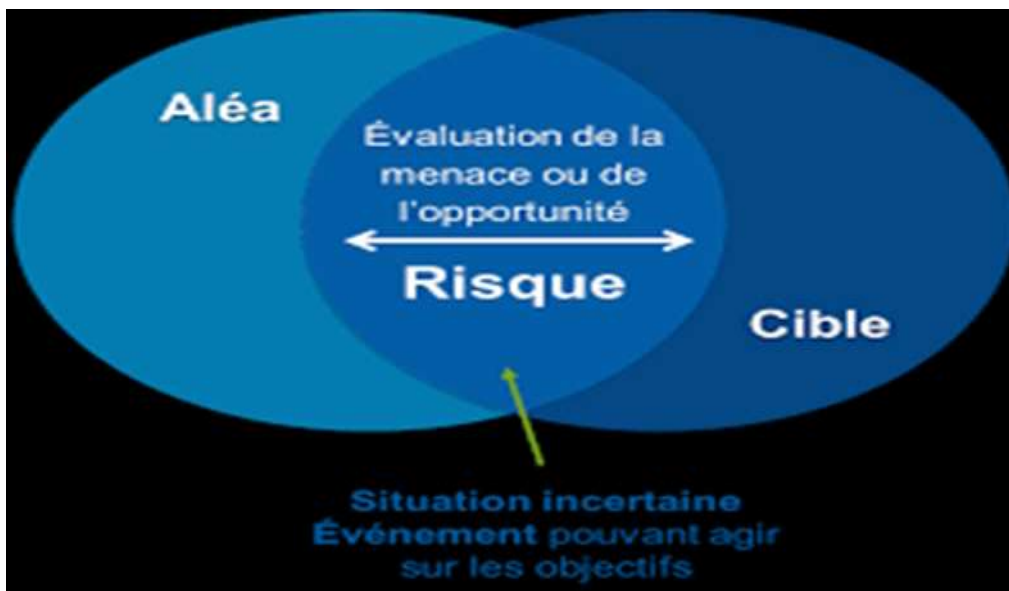 Aléa
Évaluation de la
menace ou de
l'opportunité
Risque
Cible
Situation incertaine
Événement pouvant agir
sur les objectifs